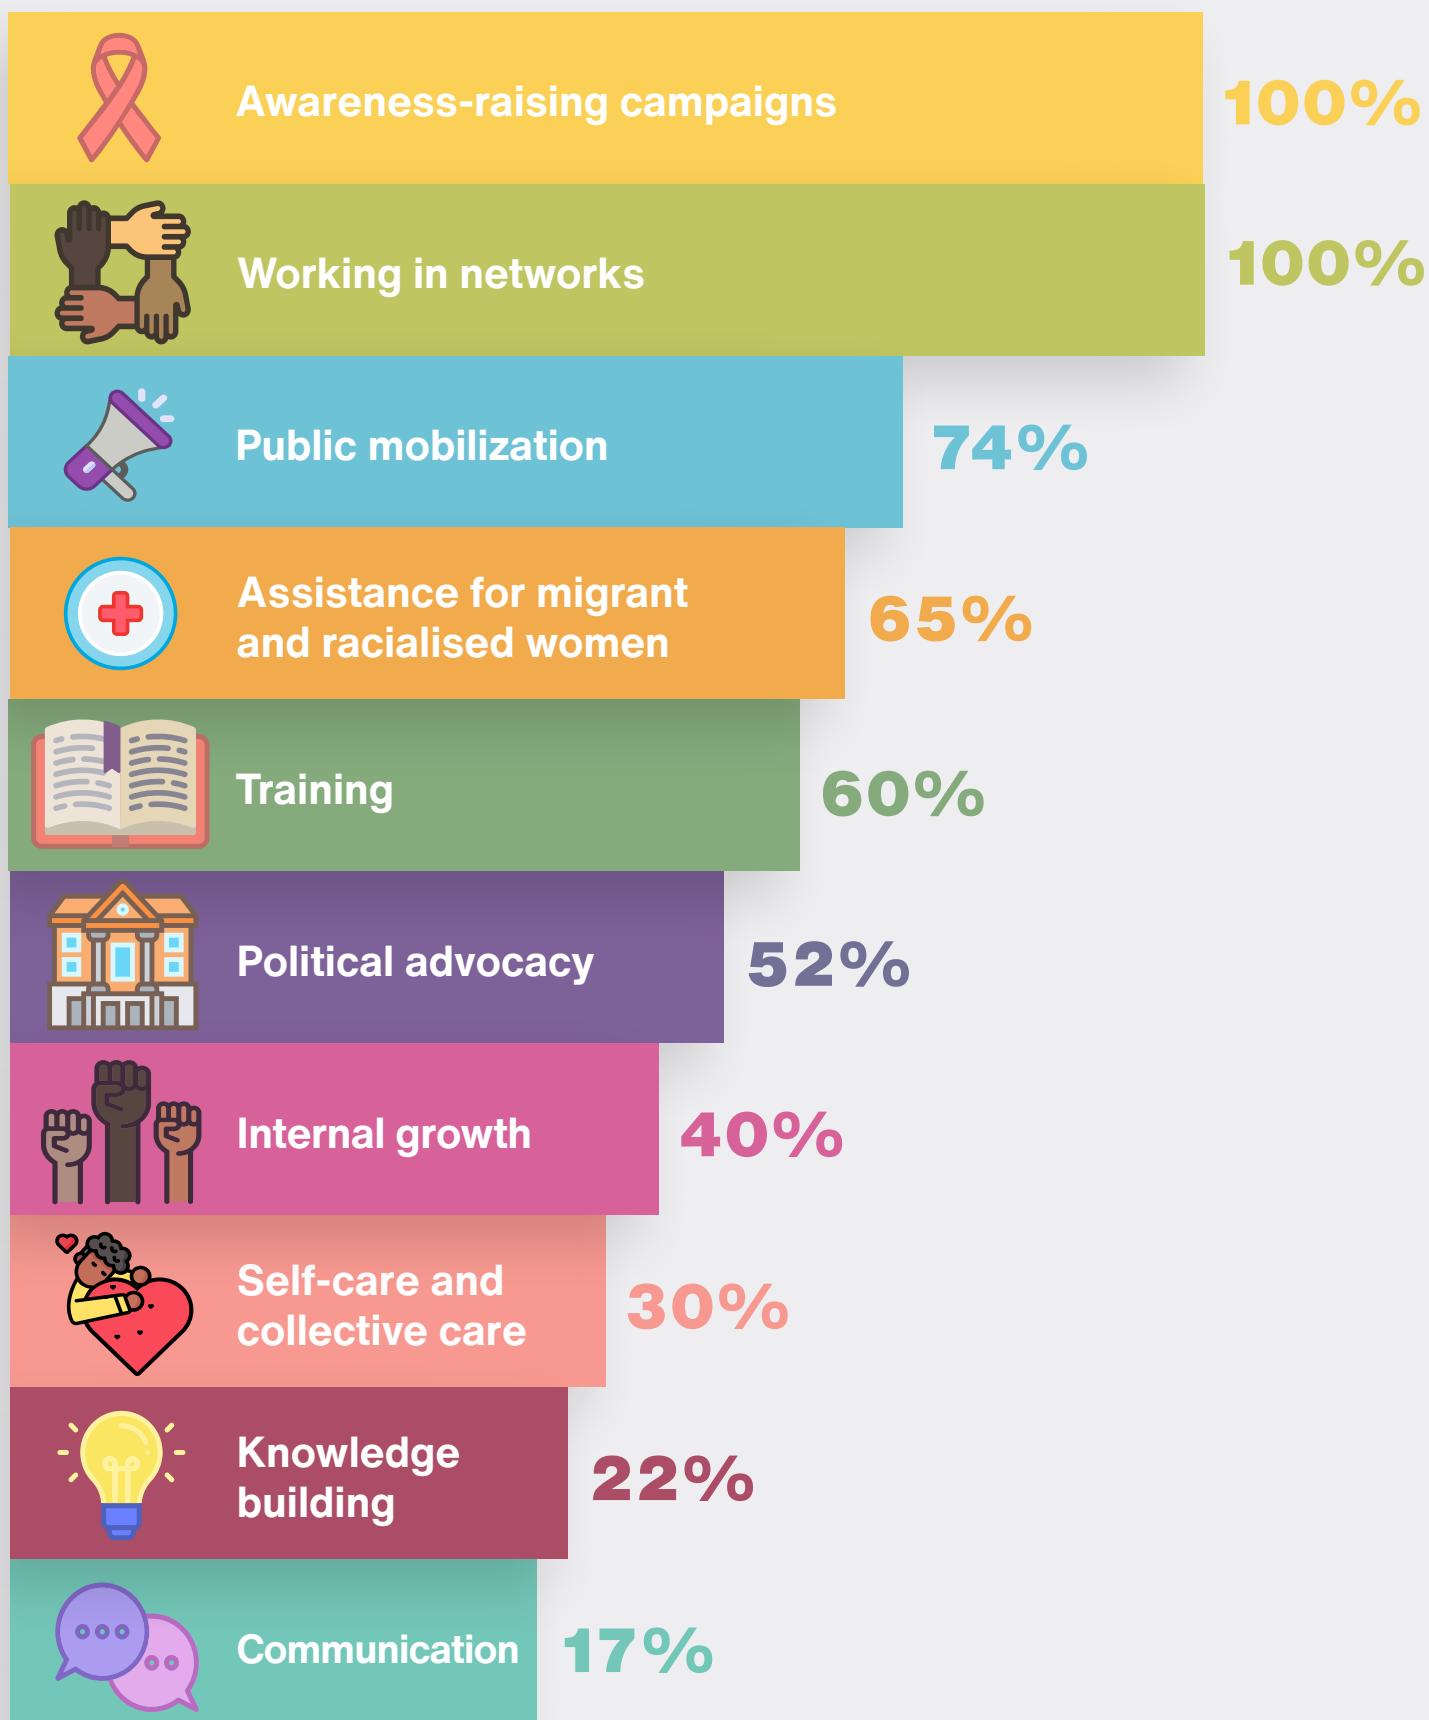 Awareness-raising campaigns
100%
Working in networks
100%
Public mobilization
74%
Assistance for migrant
and racialised women
65%
Training
60%
Political advocacy
52%
Internal growth
40%
Self-care and
collective care
30%
Knowledge
building
22%
Communication
17%